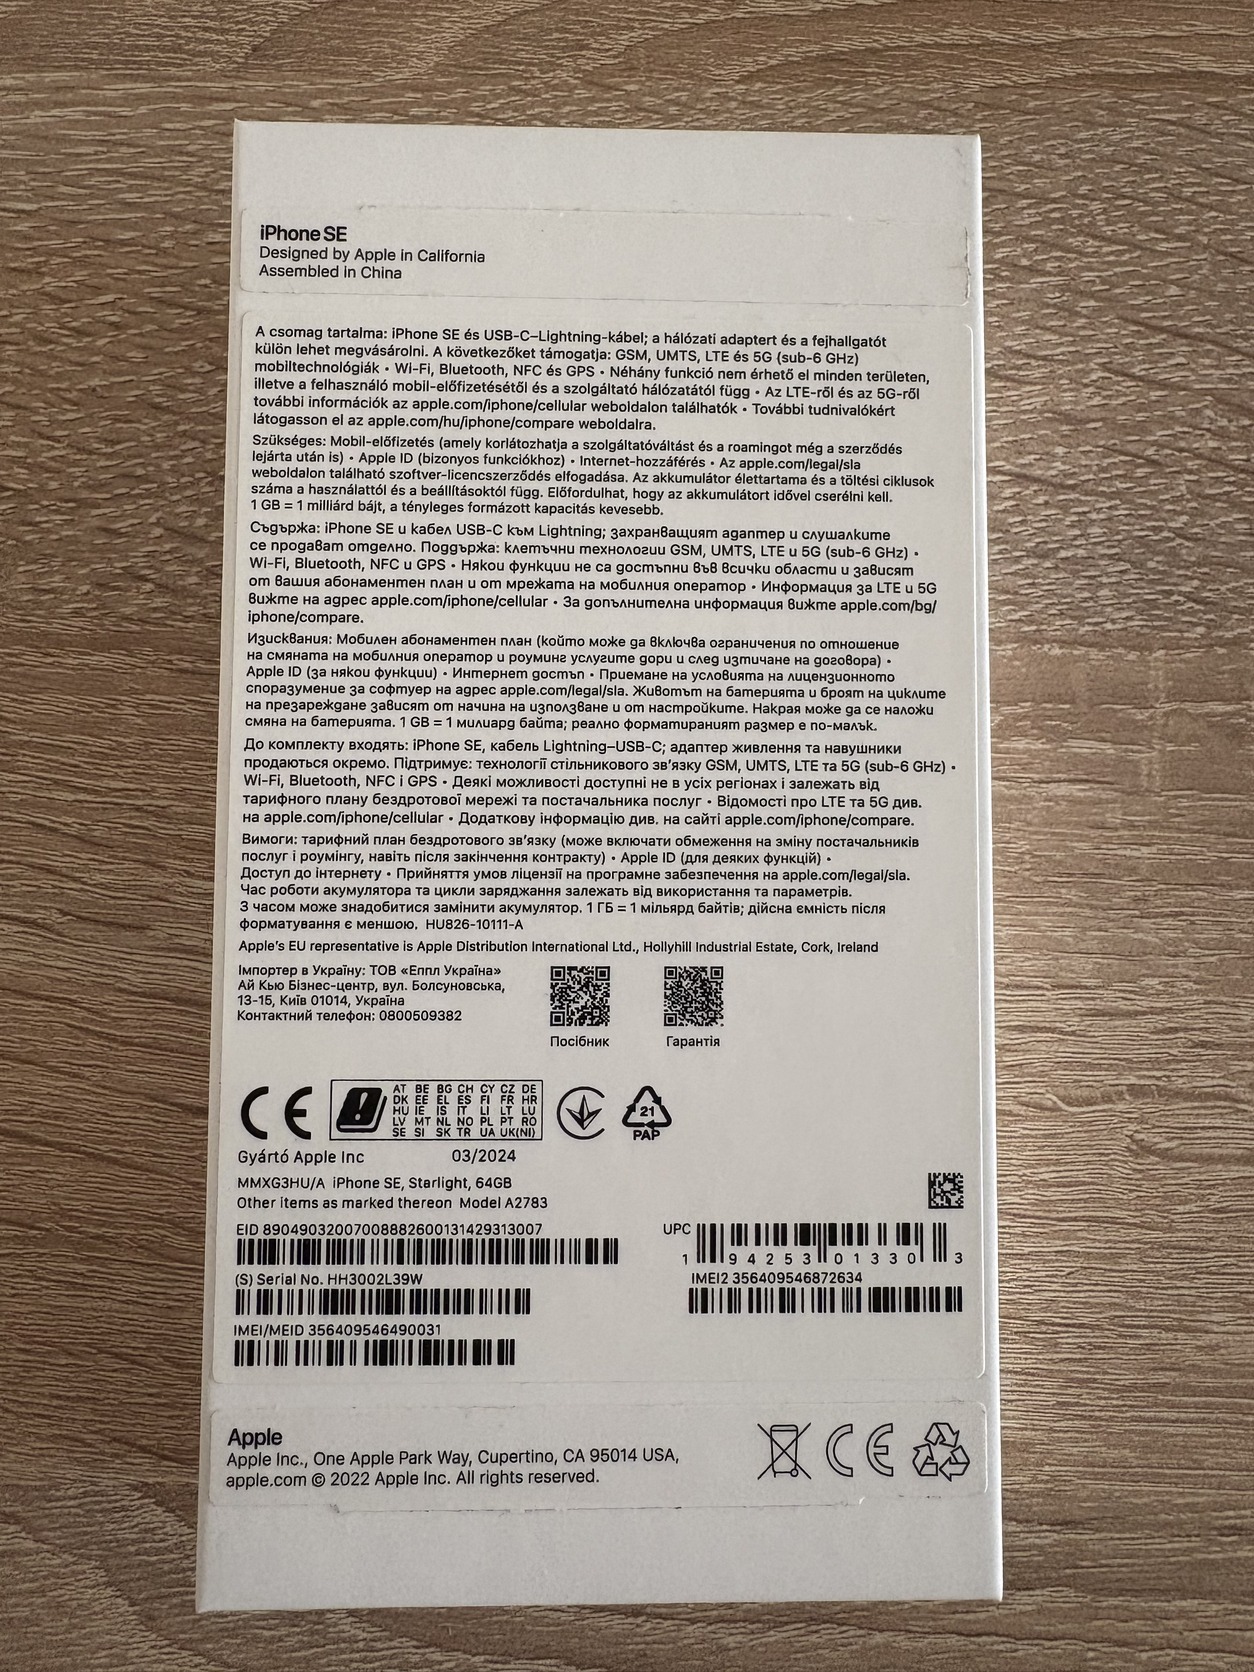 iPhone SE
Designed by Apple in California
Assembled in China
A csomag tartalma: iPhone SE és USB-C–Lightning-kábel; a hálózati adaptert és a fejhallgatót
külön lehet megvásárolni. A következőket támogatja: GSM, UMTS, LTE és 5G (sub-6 GHz)
mobiltechnológiák • Wi-Fi, Bluetooth, NFC és GPS • Néhány funkció nem érhető el minden területen,
illetve a felhasználó mobil-előfizetésétől és a szolgáltató hálózatától függ • Az LTE-ről és az 5G-ről
további információk az apple.com/iphone/cellular weboldalon találhatók • További tudnivalókért
látogasson el az apple.com/hu/iphone/compare weboldalra.
Szükséges: Mobil-előfizetés (amely korlátozhatja a szolgáltatóváltást és a roamingot még a szerződés
lejárta után is) • Apple ID (bizonyos funkciókhoz) • Internet-hozzáférés • Az apple.com/legal/sla
weboldalon található szoftver-licencszerződés elfogadása. Az akkumulátor élettartama és a töltési ciklusok
száma a használattól és a beállításoktól függ. Előfordulhat, hogy az akkumulátort idővel cserélni kell.
1 GB = 1 milliárd bájt, a tényleges formázott kapacitás kevesebb.
Съдържа: iPhone SE и кабел USB-C към Lightning; захранващият адаптер и слушалките
се продават отделно. Поддържа: клетъчни технологии GSM, UMTS, LTE и 5G (sub-6 GHz) •
Wi-Fi, Bluetooth, NFC и GPS • Някои функции не са достъпни във всички области и зависят
от вашия абонаментен план и от мрежата на мобилния оператор • Информация за LTE и 5G
вижте на адрес apple.com/iphone/cellular • За допълнителна информация вижте apple.com/bg/
iphone/compare.
Изисквания: Мобилен абонаментен план (който може да включва ограничения по отношение
на смяната на мобилния оператор и роуминг услугите дори и след изтичане на договора) •
Apple ID (за някои функции) • Интернет достъп • Приемане на условията на лицензионното
споразумение за софтуер на адрес apple.com/legal/sla. Животът на батерията и броят на циклите
на презареждане зависят от начина на използване и от настройките. Накрая може да се наложи
смяна на батерията. 1 GB = 1 милиард байта; реално форматираният размер е по-малък.
До комплекту входять: iPhone SE, кабель Lightning–USB-C; адаптер живлення та навушники
продаються окремо. Підтримує: технології стільникового зв’язку GSM, UMTS, LTE та 5G (sub-6 GHz) •
Wi-Fi, Bluetooth, NFC і GPS • Деякі можливості доступні не в усіх регіонах і залежать від
тарифного плану бездротової мережі та постачальника послуг • Відомості про LTE та 5G див.
на apple.com/iphone/cellular • Додаткову інформацію див. на сайті apple.com/iphone/compare.
Вимоги: тарифний план бездротового зв’язку (може включати обмеження на зміну постачальників
послуг і роумінгу, навіть після закінчення контракту) • Apple ID (для деяких функцій) •
Доступ до інтернету • Прийняття умов ліцензії на програмне забезпечення на apple.com/legal/sla.
Час роботи акумулятора та цикли заряджання залежать від використання та параметрів.
З часом може знадобитися замінити акумулятор. 1 ГБ = 1 мільярд байтів; дійсна ємність після
форматування є меншою. HU826-10111-A
Apple’s EU representative is Apple Distribution International Ltd., Hollyhill Industrial Estate, Cork, Ireland
Імпортер в Україну: ТОВ «Еппл Україна»
Ай Кью Бізнес-центр, вул. Болсуновська,
13-15, Київ 01014, Україна
Контактний телефон: 0800509382
Посібник Гарантія
CE
AT BE BG CH CY CZ DE
DK EE EL ES FI FR HR
HU IE IS IT LI LT LU
LV MT NL NO PL PT RO
SE SI SK TR UA UK(NI)
21
PAP
Gyártó Apple Inc 03/2024
MMXG3HU/A iPhone SE, Starlight, 64GB
Other items as marked thereon Model A2783
EID 89049032007008882600131429313007
UPC
1 94253 01330 3
(S) Serial No. HH3002L39W
IMEI2 356409546872634
IMEI/MEID 356409546490031
Apple
Apple Inc., One Apple Park Way, Cupertino, CA 95014 USA,
apple.com © 2022 Apple Inc. All rights reserved.
CE